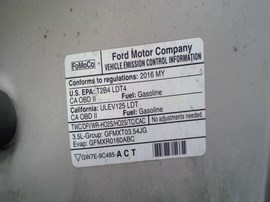 FoMoCo
Ford Motor Company
VEHICLE EMISSION CONTROL INFORMATION
Conforms to regulations: 2016 MY
U.S. EPA: T2B4 LDT4 Fuel: Gasoline
CA OBD II
California: ULEV125 LDT Fuel: Gasoline
CA OBD II
TWC/DFI/WR-HO2S/HO2S/TC/CAC No adjustments needed.
3.5L-Group: GFMXT03.54JG
Evap: GFMXR0160ABC
GW7E-9C485-ACT